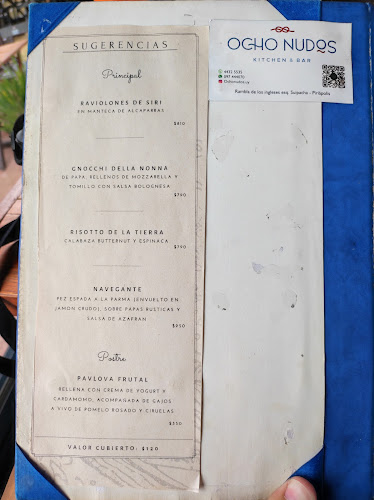 SUGERENCIAS
Principal
RAVIOLONES DE SIRI
EN MANTECA DE ALCAPARRAS
GNOCCHI DELLA NONNA
DE PAPA, RELLENOS DE MOZZARELLA Y
TOMILLO CON SALSA BOLOGNESA
RISOTTO DE LA TIERRA
CALABAZA BUTTERNUT Y ESPINACA
NAVEGANTE
PEZ ESPADA A LA PARMA (ENVUELTO EN
JAMON CRUDO), SOBRE PAPAS RUSTICAS Y
SALSA DE AZAFRAN
$950
Postre
PAVLOVA FRUTAL
RELLENA CON CREMA DE YOGURT Y
CARDAMOMO, ACOMPAÑADA DE GAJOS
A VIVO DE POMELO ROSADO Y CIRUELAS
$350
VALOR CUBIERTO: $120
OCHO NUDOS
KITCHEN & BAR
Rambla de los ingleses esq. Suipacha - Piriápolis